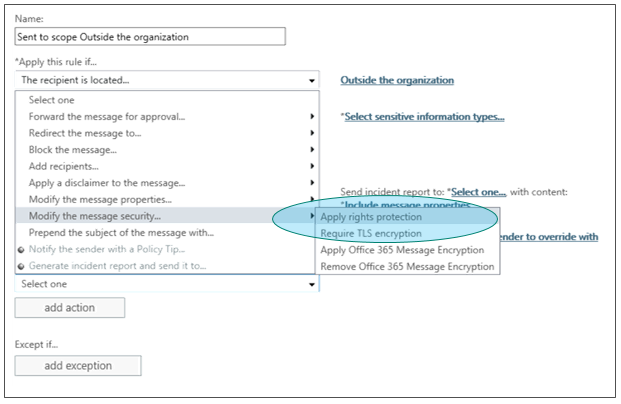 Name:
Sent to scope Outside the organization
*Apply this rule if...
The recipient is located...
Outside the organization
Select one
Forward the message for approval...
*Select sensitive information types...
Redirect the message to...
Block the message...
Add recipients...
Apply a disclaimer to the message...
Modify the message properties...
Send incident report to: *Select one... with content:
*Include message properties
Modify the message security...
Apply rights protection
Prepend the subject of the message with...
Require TLS encryption
ender to override with
Notify the sender with a Policy Tip...
Apply Office 365 Message Encryption
Generate incident report and send it to...
Remove Office 365 Message Encryption
Select one
add action
Except if...
add exception